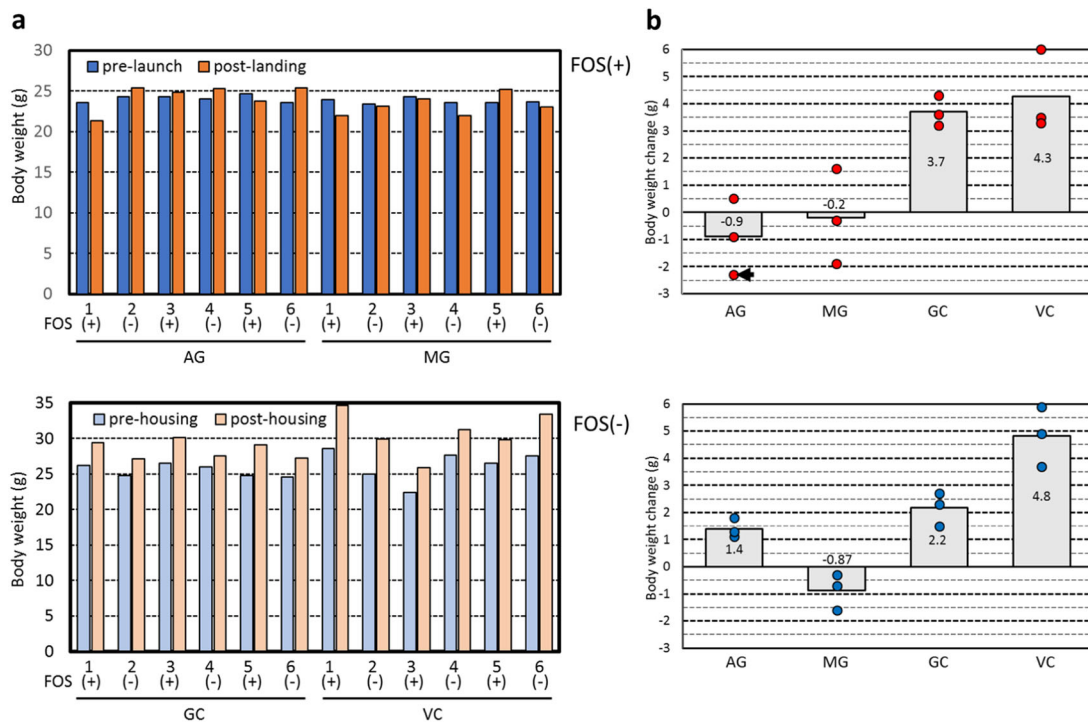 a
Body weight (g)
30
25
20
15
10
5
0
pre-launch post-landing
1 2 3 4 5 6 1 2 3 4 5 6
FOS (+) (-) (+) (-) (+) (-) (+) (-) (+) (-) (+) (-)
AG MG
Body weight (g)
35
30
25
20
15
10
5
0
pre-housing post-housing
1 2 3 4 5 6 1 2 3 4 5 6
FOS (+) (-) (+) (-) (+) (-) (+) (-) (+) (-) (+) (-)
GC VC
b
FOS(+)
Body weight change (g)
6
5
4
3
2
1
0
-1
-2
-3
-0.9 -0.2 3.7 4.3
AG MG GC VC
FOS(-)
Body weight change (g)
6
5
4
3
2
1
0
-1
-2
-3
1.4 -0.87 2.2 4.8
AG MG GC VC